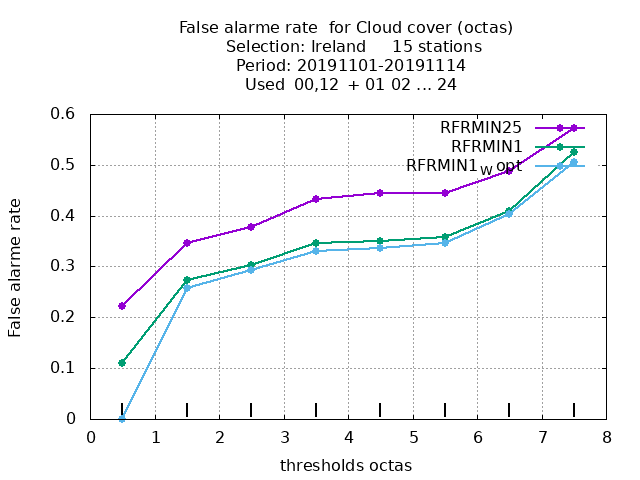 False alarme rate for Cloud cover (octas)
Selection: Ireland 15 stations
Period: 20191101-20191114
Used 00,12 + 01 02 ... 24
RFRMIN25
RFRMIN1
RFRMIN1w opt
0.6
0.5
0.4
0.3
0.2
0.1
0
False alarme rate
0 1 2 3 4 5 6 7 8
thresholds octas